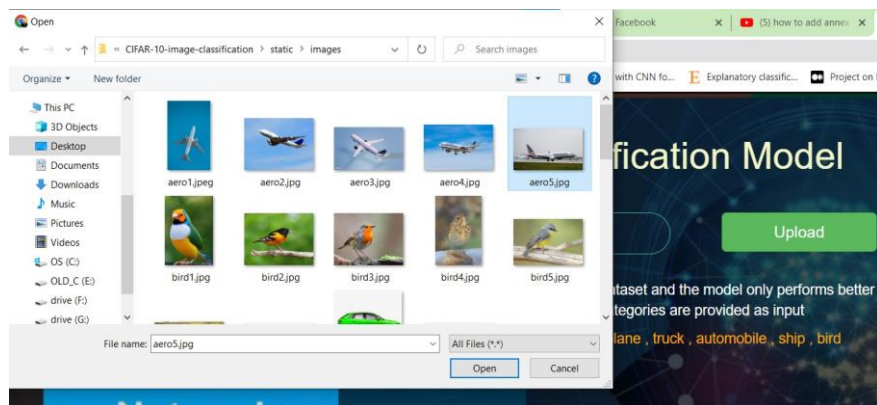 Open
Facebook
(5) how to add annex
CIFAR-10-image-classification > static > images
Search images
Organize
New folder
with CNN fo...
Explanatory classific...
Project on
This PC
3D Objects
Desktop
Documents
Downloads
Music
Pictures
Videos
OS (C:)
OLD_C (E:)
drive (F:)
drive (G:)
aero1.jpeg
aero2.jpg
aero3.jpg
aero4.jpg
aero5.jpg
bird1.jpg
bird2.jpg
bird3.jpg
bird4.jpg
bird5.jpg
fication Model
Upload
taset and the model only performs better
tegories are provided as input
lane , truck , automobile , ship , bird
File name: aero5.jpg
All Files (*.*)
Open
Cancel